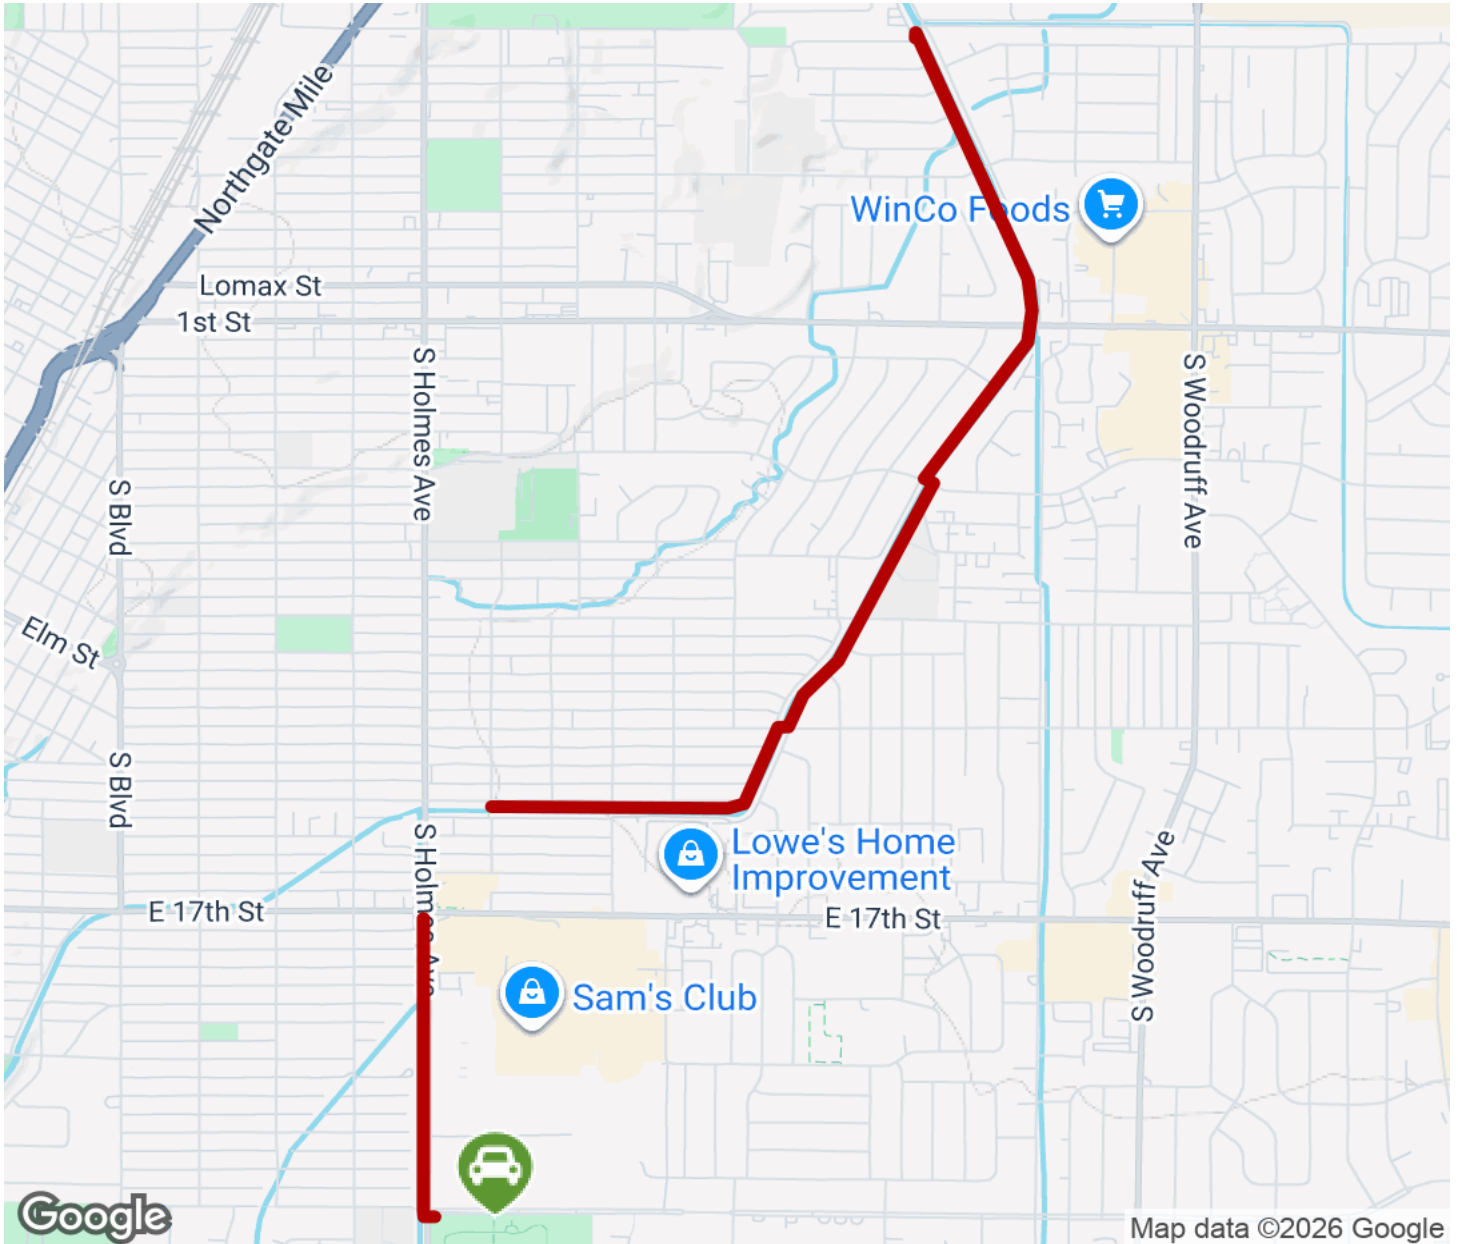 Northgate Mile
WinCo Foods
Lomax St
1st St
S Holmes Ave
S Woodruff Ave
S Blvd
Elm St
S Blvd
S Holmes Ave
Lowe's Home
Improvement
S Woodruff Ave
E 17th St
E 17th St
Sam's Club
Google
Map data ©2026 Google